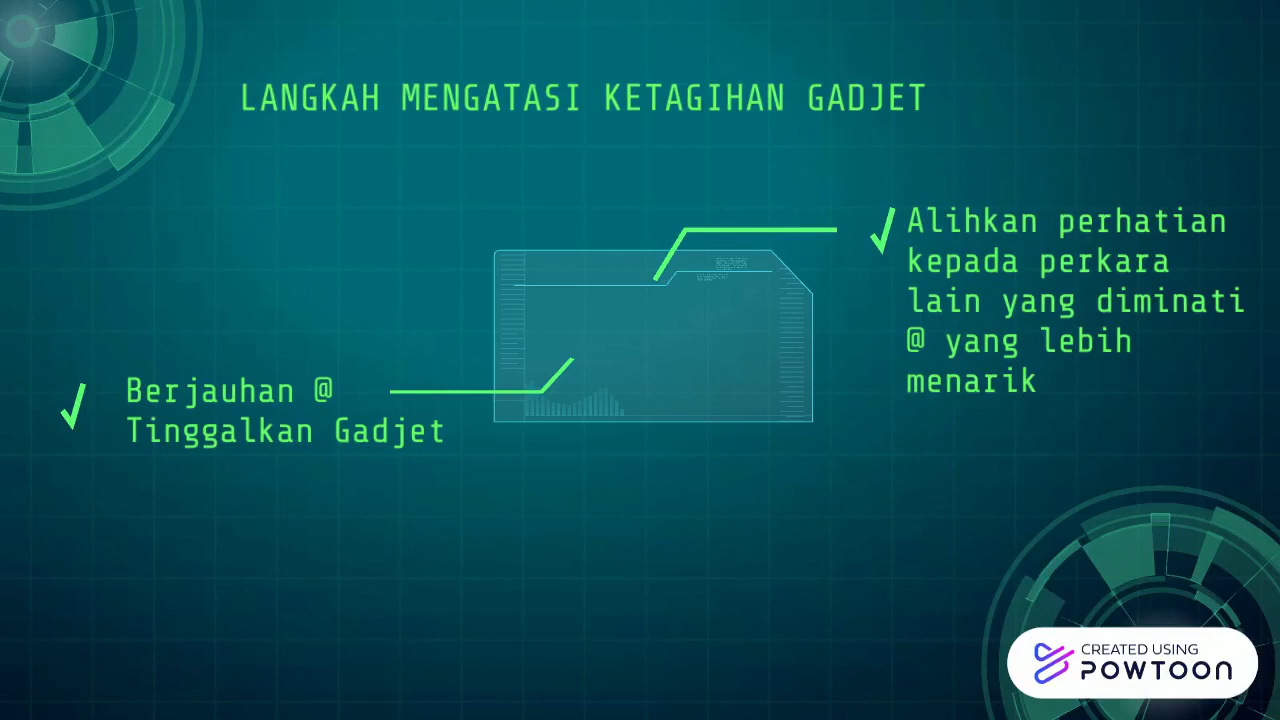 LANGKAH MENGATASI KETAGIHAN GADJET
Alihkan perhatian
kepada perkara
lain yang diminati
@ yang lebih
menarik
Berjauhan @
Tinggalkan Gadjet
CREATED USING
POWTOON